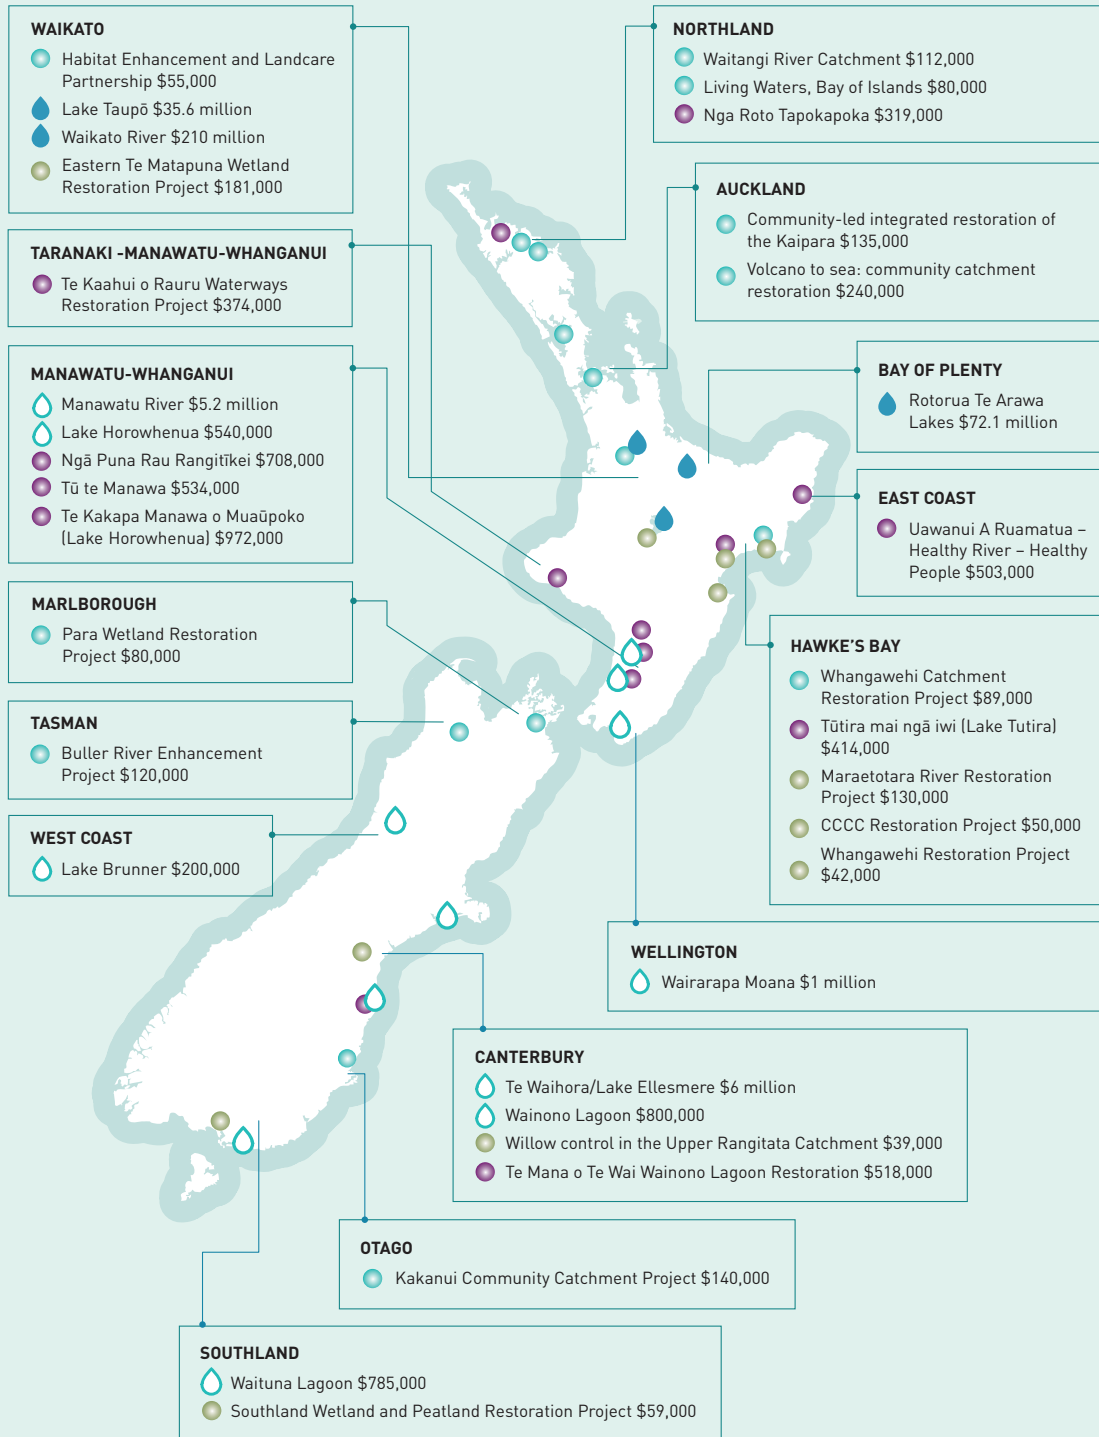 WAIKATO
Habitat Enhancement and Landcare
Partnership $55,000
Lake Taupō $35.6 million
Waikato River $210 million
Eastern Te Matapuna Wetland
Restoration Project $181,000
TARANAKI -MANAWATU-WHANGANUI
Te Kaahui o Rauru Waterways
Restoration Project $374,000
MANAWATU-WHANGANUI
Manawatu River $5.2 million
Lake Horowhenua $540,000
Ngā Puna Rau Rangitīkei $708,000
Tū te Manawa $534,000
Te Kakapa Manawa o Muaūpoko
(Lake Horowhenua) $972,000
MARLBOROUGH
Para Wetland Restoration
Project $80,000
TASMAN
Buller River Enhancement
Project $120,000
WEST COAST
Lake Brunner $200,000
NORTHLAND
Waitangi River Catchment $112,000
Living Waters, Bay of Islands $80,000
Nga Roto Tapokapoka $319,000
AUCKLAND
Community-led integrated restoration of
the Kaipara $135,000
Volcano to sea: community catchment
restoration $240,000
BAY OF PLENTY
Rotorua Te Arawa
Lakes $72.1 million
EAST COAST
Uawanui A Ruamatua –
Healthy River – Healthy
People $503,000
HAWKE'S BAY
Whangawehi Catchment
Restoration Project $89,000
Tūtira mai ngā iwi (Lake Tutira)
$414,000
Maraetotara River Restoration
Project $130,000
CCCC Restoration Project $50,000
Whangawehi Restoration Project
$42,000
WELLINGTON
Wairarapa Moana $1 million
CANTERBURY
Te Waihora/Lake Ellesmere $6 million
Wainono Lagoon $800,000
Willow control in the Upper Rangitata Catchment $39,000
Te Mana o Te Wai Wainono Lagoon Restoration $518,000
OTAGO
Kakanui Community Catchment Project $140,000
SOUTHLAND
Waituna Lagoon $785,000
Southland Wetland and Peatland Restoration Project $59,000